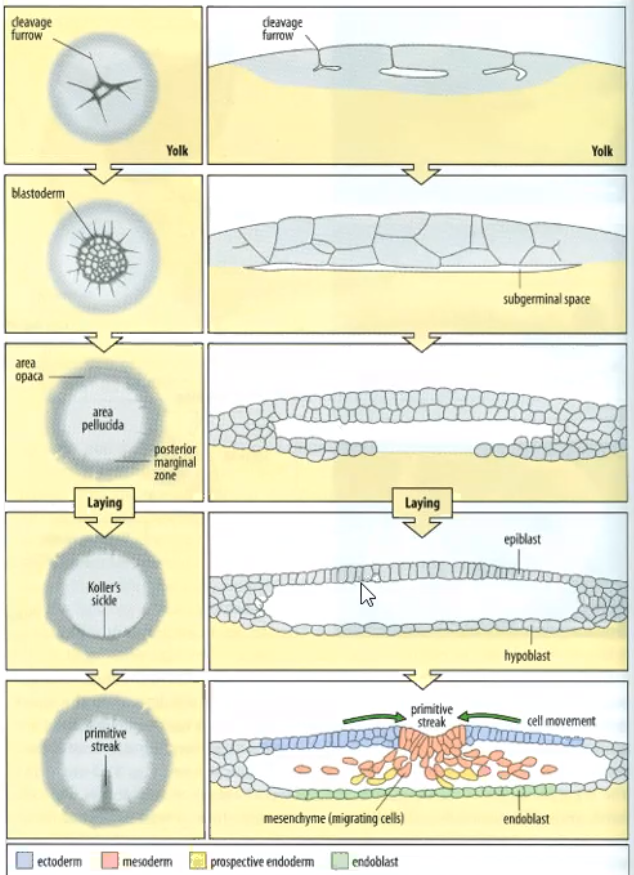 cleavage
furrow
Yolk
cleavage
furrow
Yolk
blastoderm
subgerminal space
area
opaca
area
pellucida
posterior
marginal
zone
Laying
Laying
Koller's
sickle
epiblast
hypoblast
primitive
streak
primitive
streak
cell movement
mesenchyme (migrating cells)
endoblast
ectoderm mesoderm prospective endoderm endoblast